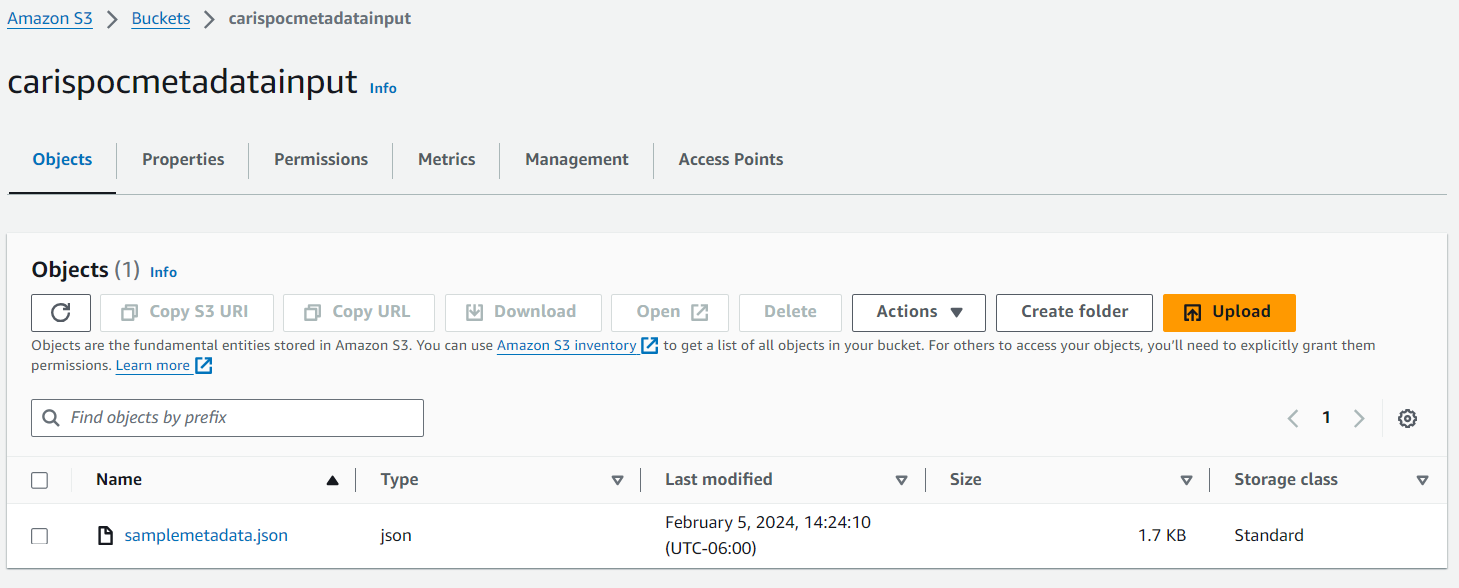 Amazon S3 > Buckets > carispocmetadatainput
carispocmetadatainput Info
Objects Properties Permissions Metrics Management Access Points
Objects (1) Info
Copy S3 URI Copy URL Download Open Delete Actions Create folder Upload
Objects are the fundamental entities stored in Amazon S3. You can use Amazon S3 inventory to get a list of all objects in your bucket. For others to access your objects, you’ll need to explicitly grant them
permissions. Learn more
Find objects by prefix 1
Name Type Last modified Size Storage class
samplemetadata.json json February 5, 2024, 14:24:10 1.7 KB Standard
(UTC-06:00)